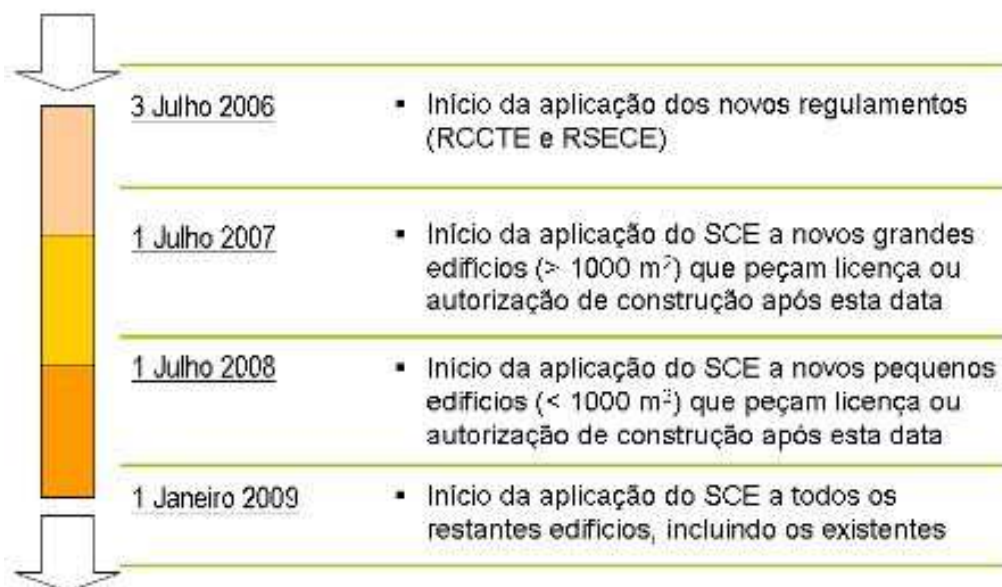 3 Julho 2006
▪ Início da aplicação dos novos regulamentos
(RCCTE e RSECE)
1 Julho 2007
▪ Início da aplicação do SCE a novos grandes
edifícios (> 1000 m²) que peçam licença ou
autorização de construção após esta data
1 Julho 2008
▪ Início da aplicação do SCE a novos pequenos
edifícios (< 1000 m²) que peçam licença ou
autorização de construção após esta data
1 Janeiro 2009
▪ Início da aplicação do SCE a todos os
restantes edifícios, incluindo os existentes